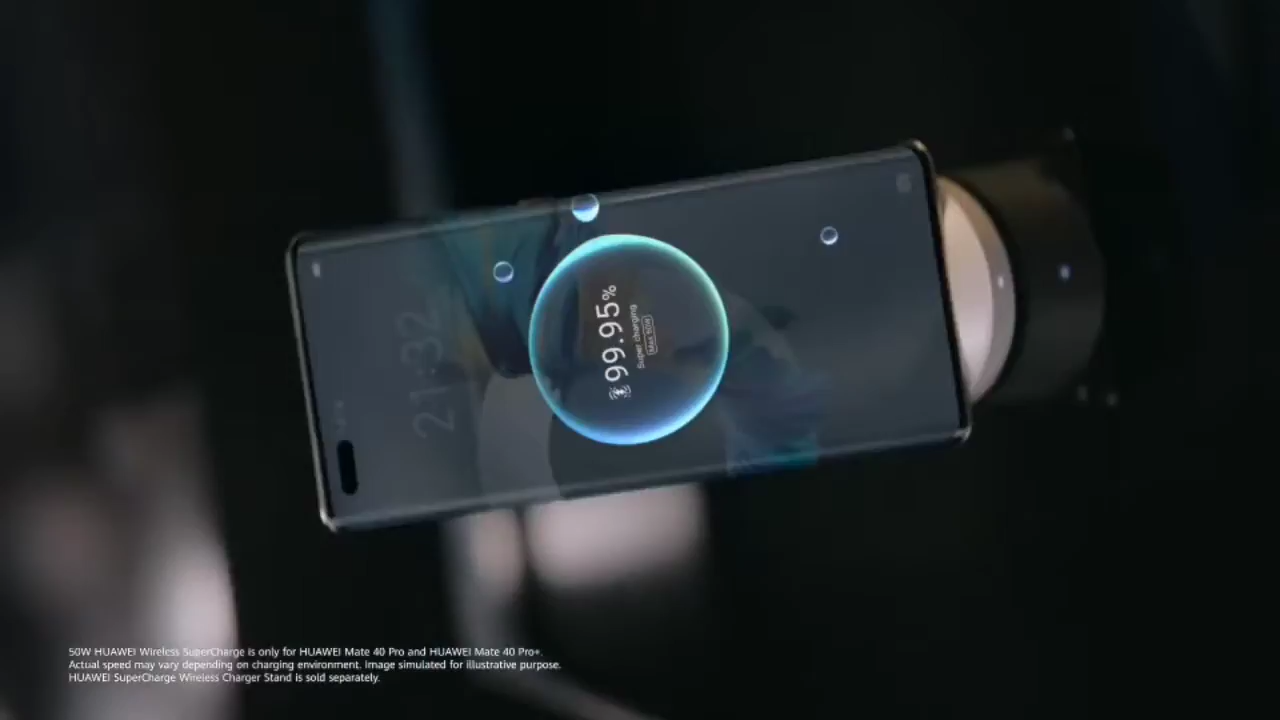 21:32
99.95%
Super charging
Max 50W
50W HUAWEI Wireless SuperCharge is only for HUAWEI Mate 40 Pro and HUAWEI Mate 40 Pro+.
Actual speed may vary depending on charging environment. Image simulated for illustrative purpose.
HUAWEI SuperCharge Wireless Charger Stand is sold separately.